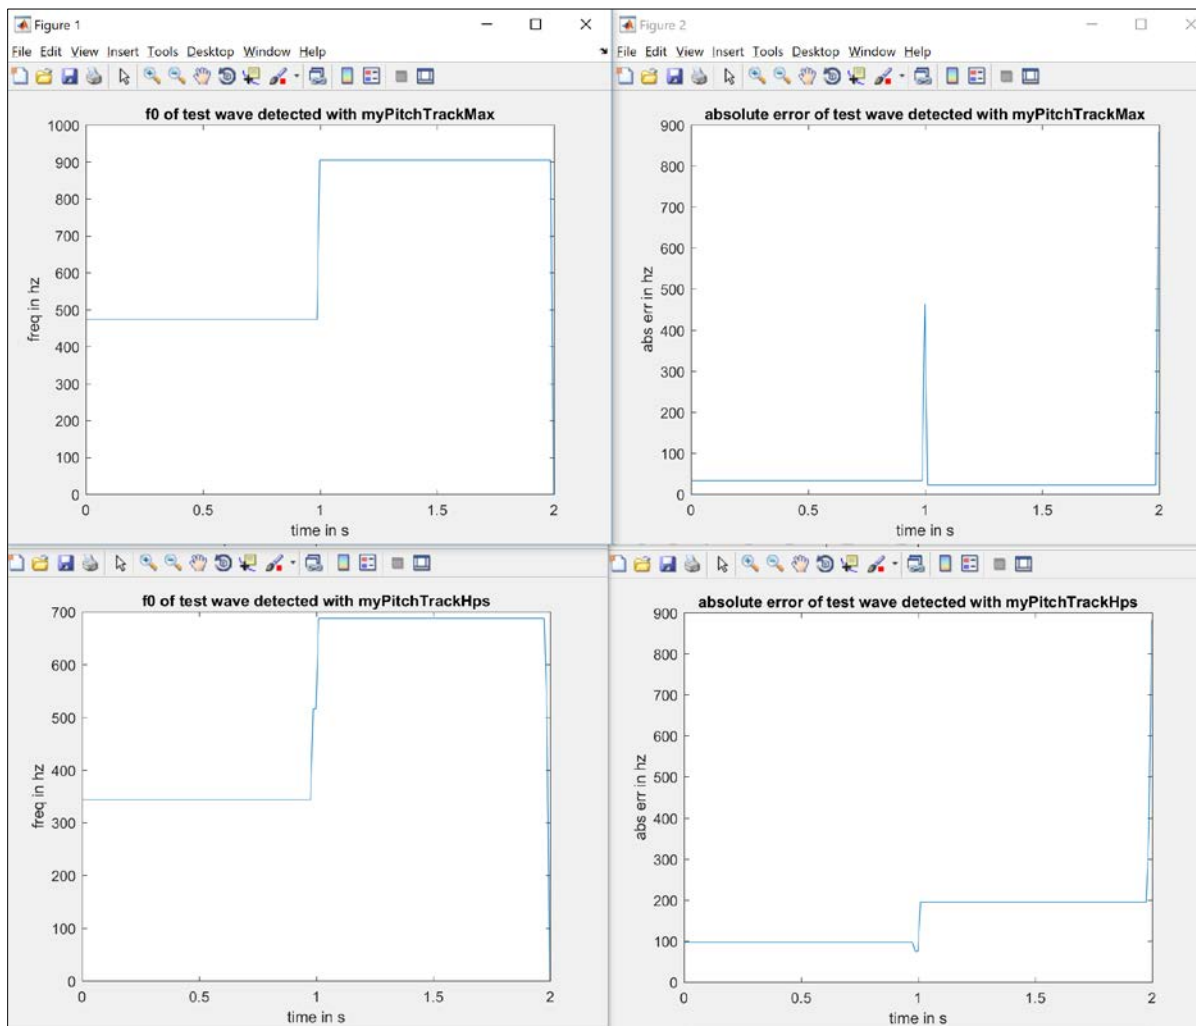 Figure 1
File Edit View Insert Tools Desktop Window Help
f0 of test wave detected with myPitchTrackMax
1000
900
800
700
600
500
400
300
200
100
0
freq in hz
0 0.5 1 1.5 2
time in s
Figure 2
File Edit View Insert Tools Desktop Window Help
absolute error of test wave detected with myPitchTrackMax
900
800
700
600
500
400
300
200
100
0
abs err in hz
0 0.5 1 1.5 2
time in s
f0 of test wave detected with myPitchTrackHps
700
600
500
400
300
200
100
0
freq in hz
0 0.5 1 1.5 2
time in s
absolute error of test wave detected with myPitchTrackHps
900
800
700
600
500
400
300
200
100
0
abs err in hz
0 0.5 1 1.5 2
time in s